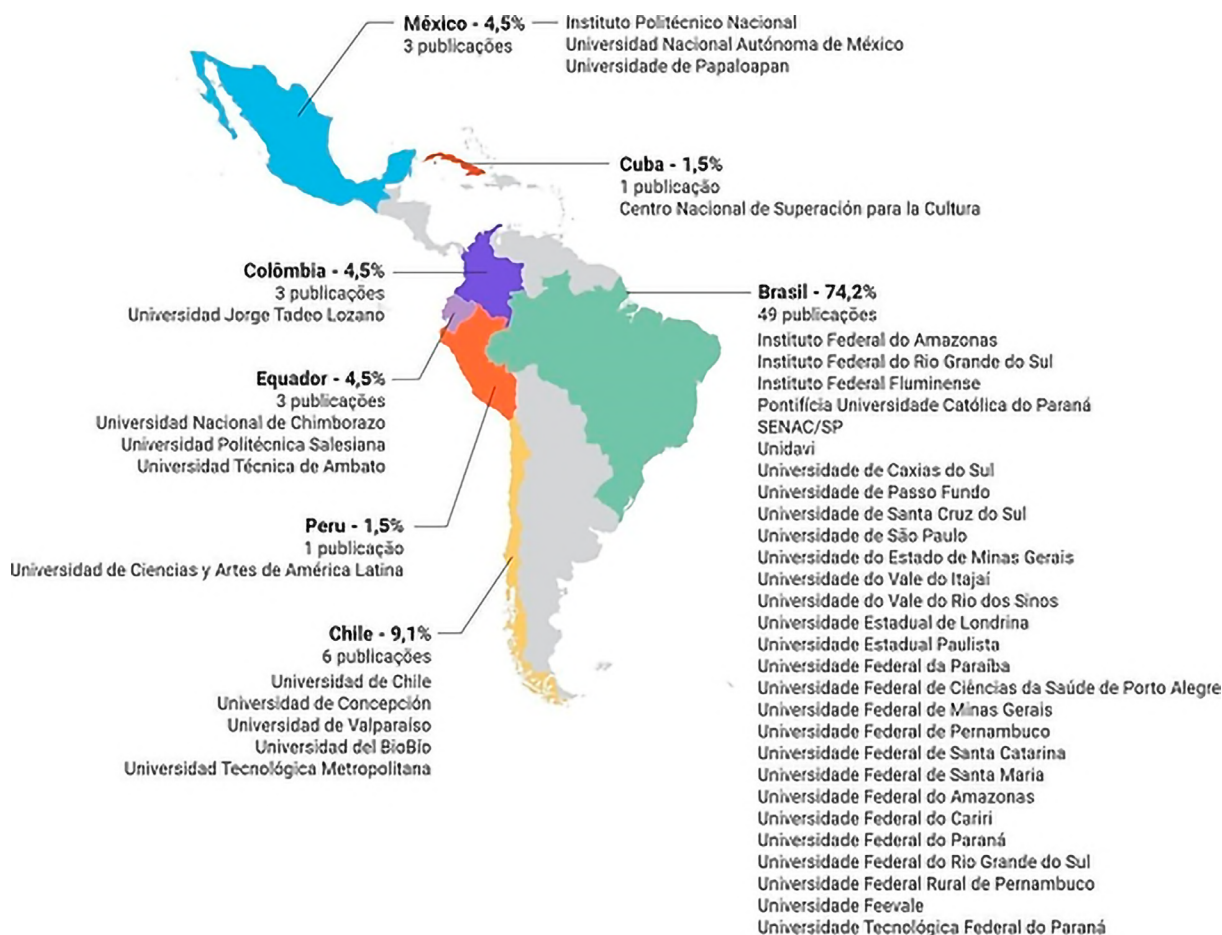 México - 4,5%
3 publicações
Instituto Politécnico Nacional
Universidad Nacional Autónoma de México
Universidade de Papaloapan
Cuba - 1,5%
1 publicação
Centro Nacional de Superación para la Cultura
Colômbia - 4,5%
3 publicações
Universidad Jorge Tadeo Lozano
Equador - 4,5%
3 publicações
Universidad Nacional de Chimborazo
Universidad Politécnica Salesiana
Universidad Técnica de Ambato
Peru - 1,5%
1 publicação
Universidad de Ciencias y Artes de América Latina
Chile - 9,1%
6 publicações
Universidad de Chile
Universidad de Concepción
Universidad de Valparaíso
Universidad del BioBío
Universidad Tecnológica Metropolitana
Brasil - 74,2%
49 publicações
Instituto Federal do Amazonas
Instituto Federal do Rio Grande do Sul
Instituto Federal Fluminense
Pontifícia Universidade Católica do Paraná
SENAC/SP
Unidavi
Universidade de Caxias do Sul
Universidade de Passo Fundo
Universidade de Santa Cruz do Sul
Universidade de São Paulo
Universidade do Estado de Minas Gerais
Universidade do Vale do Itajaí
Universidade do Vale do Rio dos Sinos
Universidade Estadual de Londrina
Universidade Estadual Paulista
Universidade Federal da Paraíba
Universidade Federal de Ciências da Saúde de Porto Alegre
Universidade Federal de Minas Gerais
Universidade Federal de Pernambuco
Universidade Federal de Santa Catarina
Universidade Federal de Santa Maria
Universidade Federal do Amazonas
Universidade Federal do Cariri
Universidade Federal do Paraná
Universidade Federal do Rio Grande do Sul
Universidade Federal Rural de Pernambuco
Universidade Feevale
Universidade Tecnológica Federal do Paraná